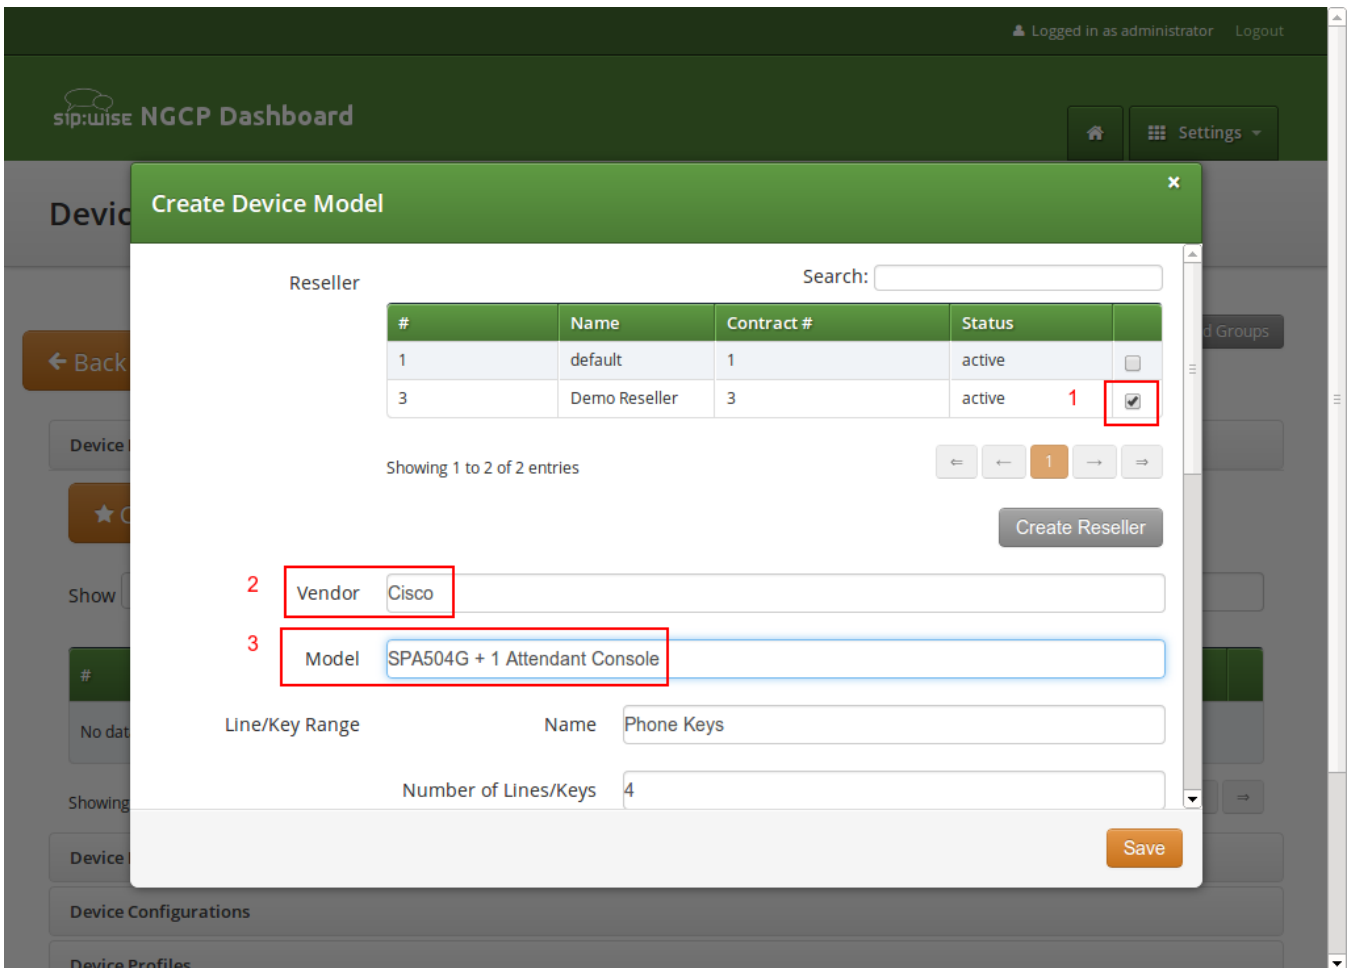 Logged in as administrator Logout
sip:wise NGCP Dashboard
Settings
Devic
Create Device Model
×
Reseller
Search:
# Name Contract # Status
1 default 1 active
3 Demo Reseller 3 active
1
Showing 1 to 2 of 2 entries
⇐ ← 1 → ⇒
Create Reseller
2
Vendor Cisco
3
Model SPA504G + 1 Attendant Console
Line/Key Range Name Phone Keys
Number of Lines/Keys 4
Save
d Groups
← Back
Device
Show
#
No dat
Showing
⇒
Device
Device Configurations
Device Profiles